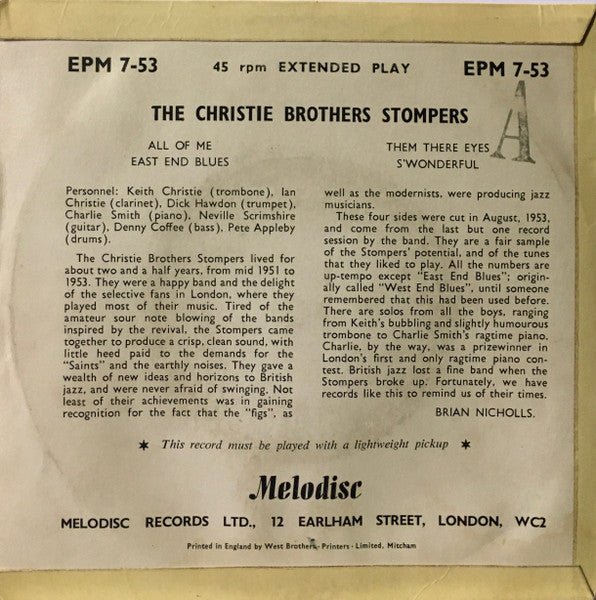 EPM 7-53 45 rpm EXTENDED PLAY EPM 7-53
THE CHRISTIE BROTHERS STOMPERS
ALL OF ME
EAST END BLUES
THEM THERE EYES
S'WONDERFUL
A
Personnel: Keith Christie (trombone), Ian
Christie (clarinet), Dick Hawdon (trumpet),
Charlie Smith (piano), Neville Scrimshire
(guitar), Denny Coffee (bass), Pete Appleby
(drums).
The Christie Brothers Stompers lived for
about two and a half years, from mid 1951 to
1953. They were a happy band and the delight
of the selective fans in London, where they
played most of their music. Tired of the
amateur sour note blowing of the bands
inspired by the revival, the Stompers came
together to produce a crisp, clean sound, with
little heed paid to the demands for the
"Saints" and the earthly noises. They gave a
wealth of new ideas and horizons to British
jazz, and were never afraid of swinging. Not
least of their achievements was in gaining
recognition for the fact that the "figs", as
well as the modernists, were producing jazz
musicians.
These four sides were cut in August, 1953,
and come from the last but one record
session by the band. They are a fair sample
of the Stompers' potential, and of the tunes
that they liked to play. All the numbers are
up-tempo except "East End Blues"; origin-
ally called "West End Blues", until someone
remembered that this had been used before.
There are solos from all the boys, ranging
from Keith's bubbling and slightly humourous
trombone to Charlie Smith's ragtime piano.
Charlie, by the way, was a prizewinner in
London's first and only ragtime piano con-
test. British jazz lost a fine band when the
Stompers broke up. Fortunately, we have
records like this to remind us of their times.
BRIAN NICHOLLS.
★ This record must be played with a lightweight pickup ★
Melodisc
MELODISC RECORDS LTD., 12 EARLHAM STREET, LONDON, WC2
Printed in England by West Brothers · Printers · Limited, Mitcham